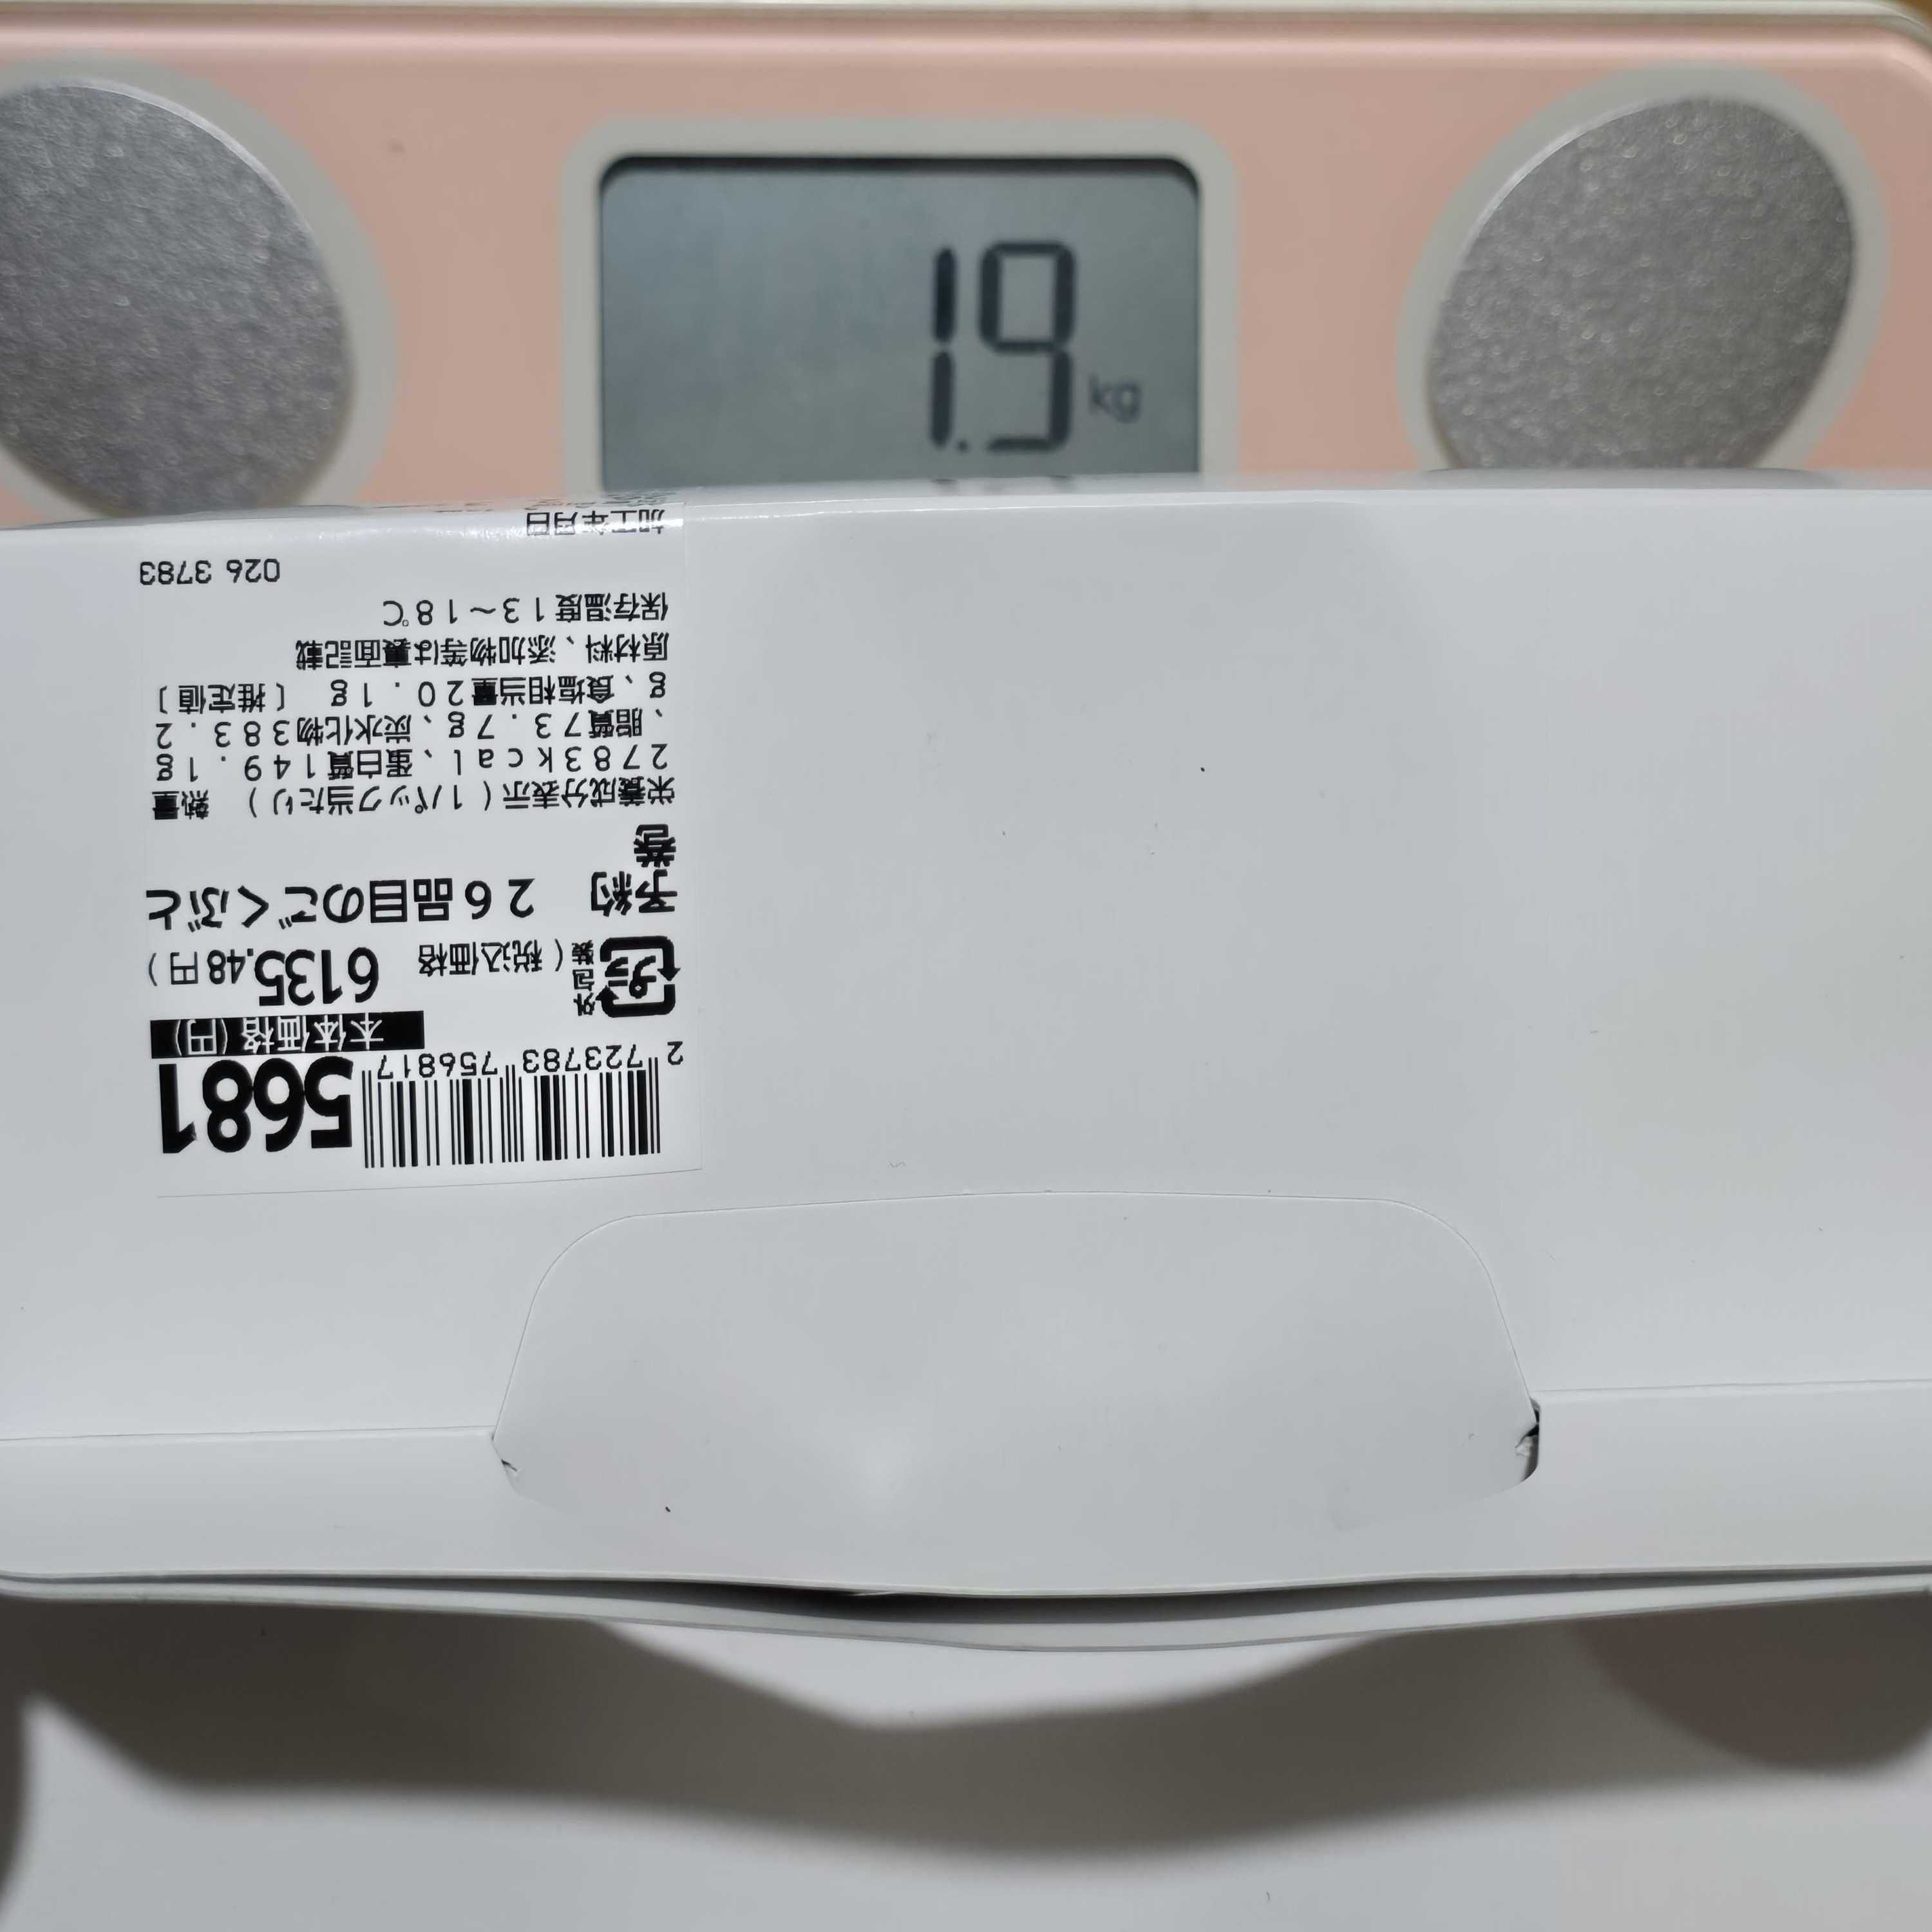 1.9 kg
2 723783 756817
5681
本体価格(円)
外包装
(税込価格 6135.48円)
予約 26品目のごくぶと
巻
栄養成分表示(1パック当たり) 熱量
2783kcal、蛋白質149.1g
、脂質73.7g、炭水化物383.2
g、食塩相当量20.1g 〔推定値〕
原材料、添加物等は裏面記載
保存温度13~18℃
026 3783
加工年月日